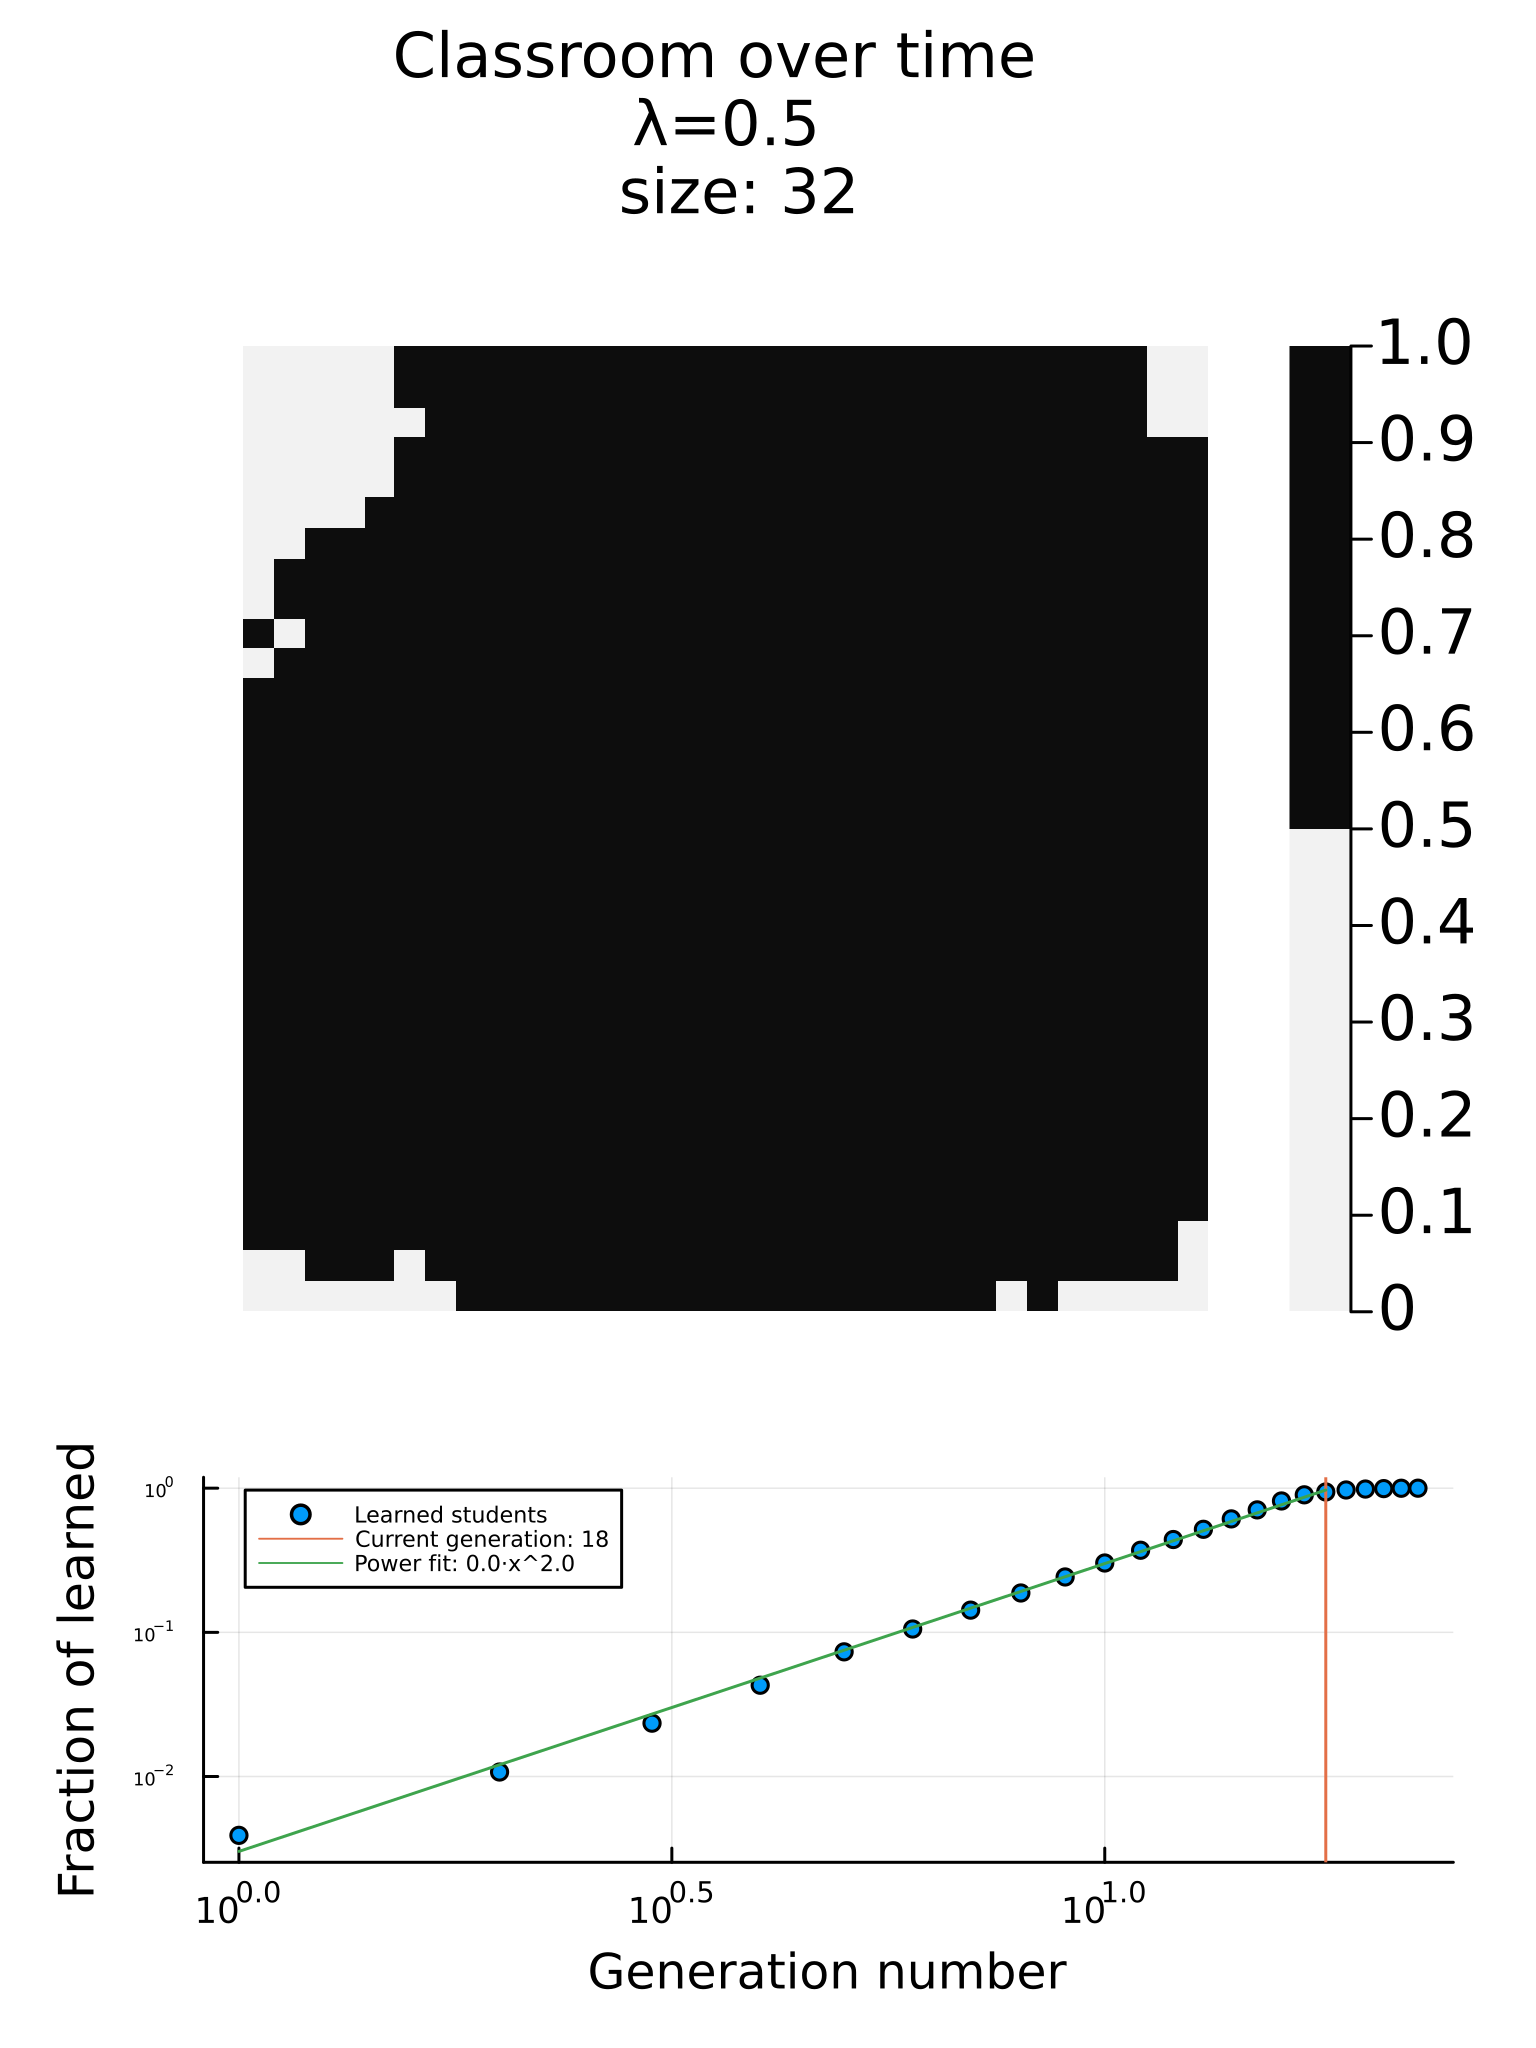 Classroom over time
λ=0.5
size: 32
1.0
0.9
0.8
0.7
0.6
0.5
0.4
0.3
0.2
0.1
0
Fraction of learned
10^0
10^−1
10^−2
Learned students
Current generation: 18
Power fit: 0.0·x^2.0
10^0.0
10^0.5
10^1.0
Generation number